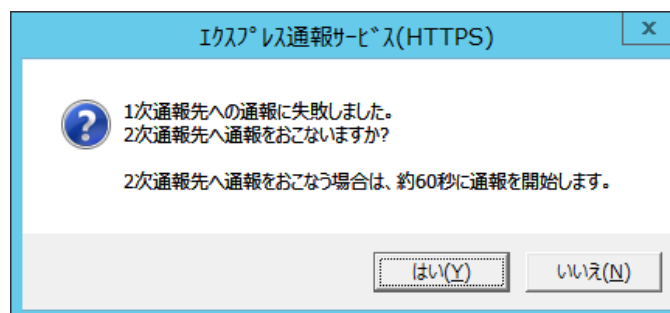 ｴｸｽﾌﾟﾚｽ通報ｻｰﾋﾞｽ(HTTPS)
x
1次通報先への通報に失敗しました。
2次通報先へ通報をおこないますか?
2次通報先へ通報をおこなう場合は、約60秒に通報を開始します。
はい(Y)
いいえ(N)